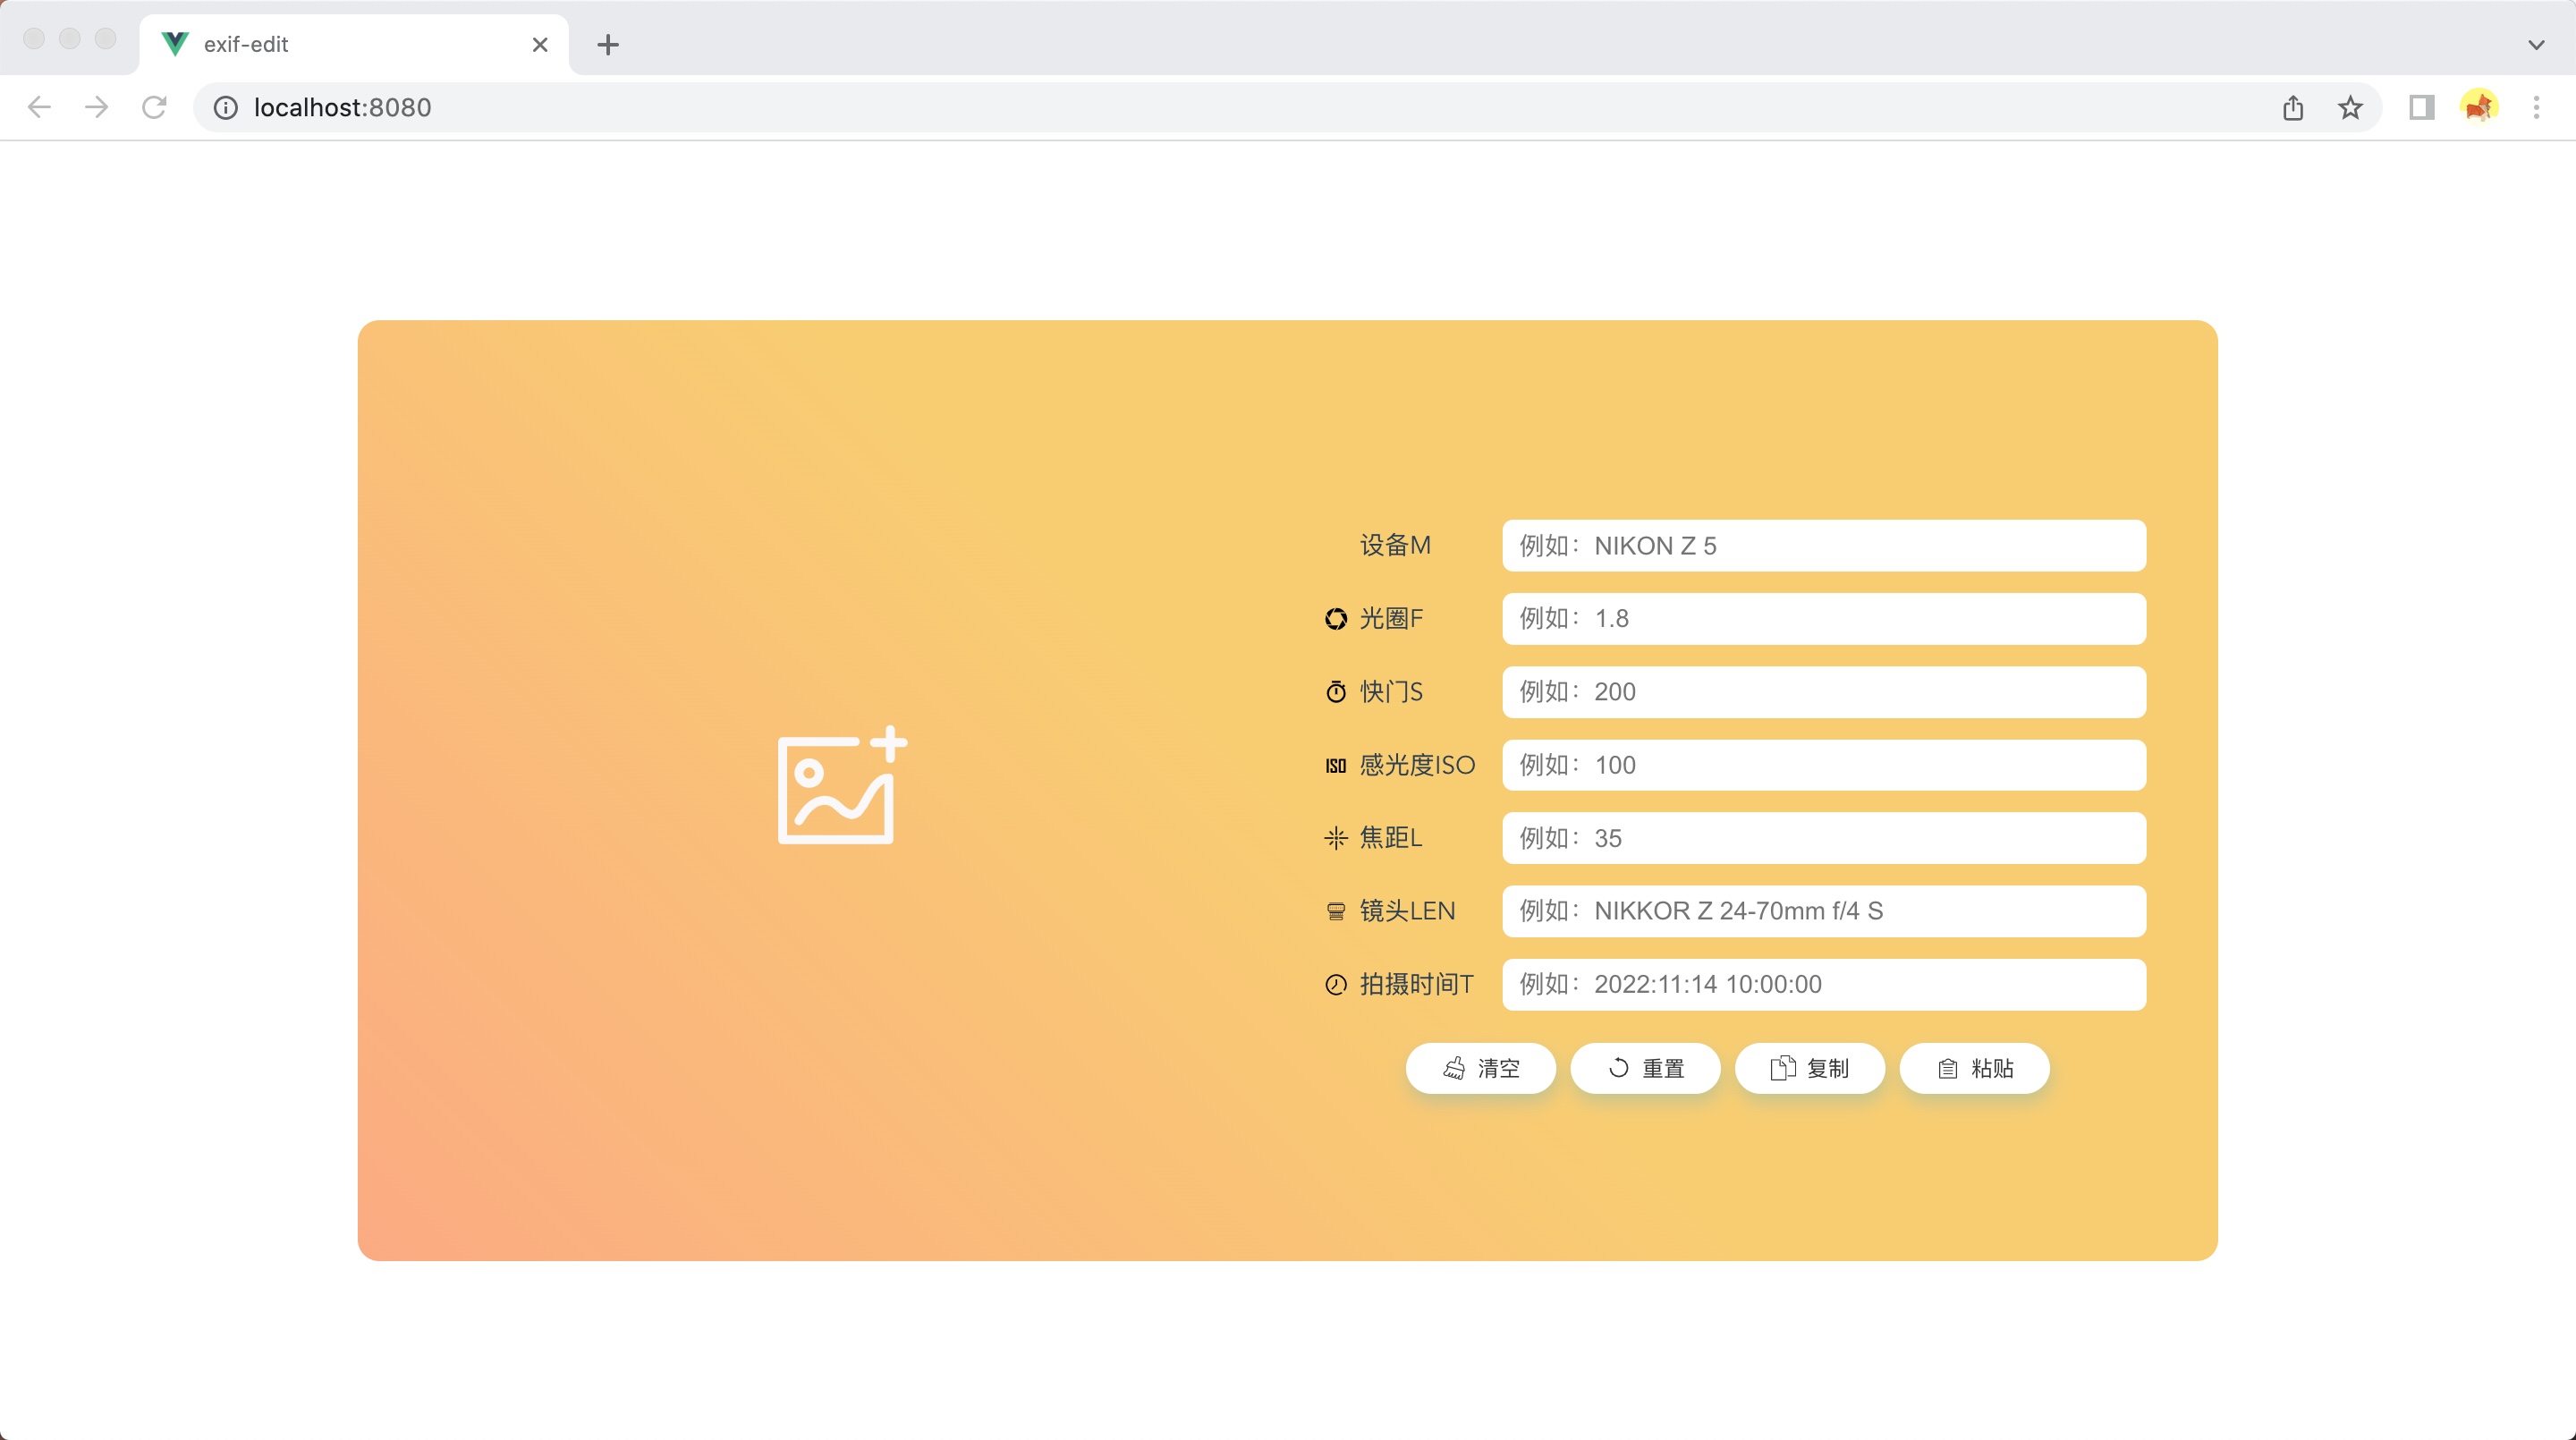 exif-edit
localhost:8080
设备M 例如：NIKON Z 5
光圈F 例如：1.8
快门S 例如：200
ISO 感光度ISO 例如：100
焦距L 例如：35
镜头LEN 例如：NIKKOR Z 24-70mm f/4 S
拍摄时间T 例如：2022:11:14 10:00:00
清空 重置 复制 粘贴